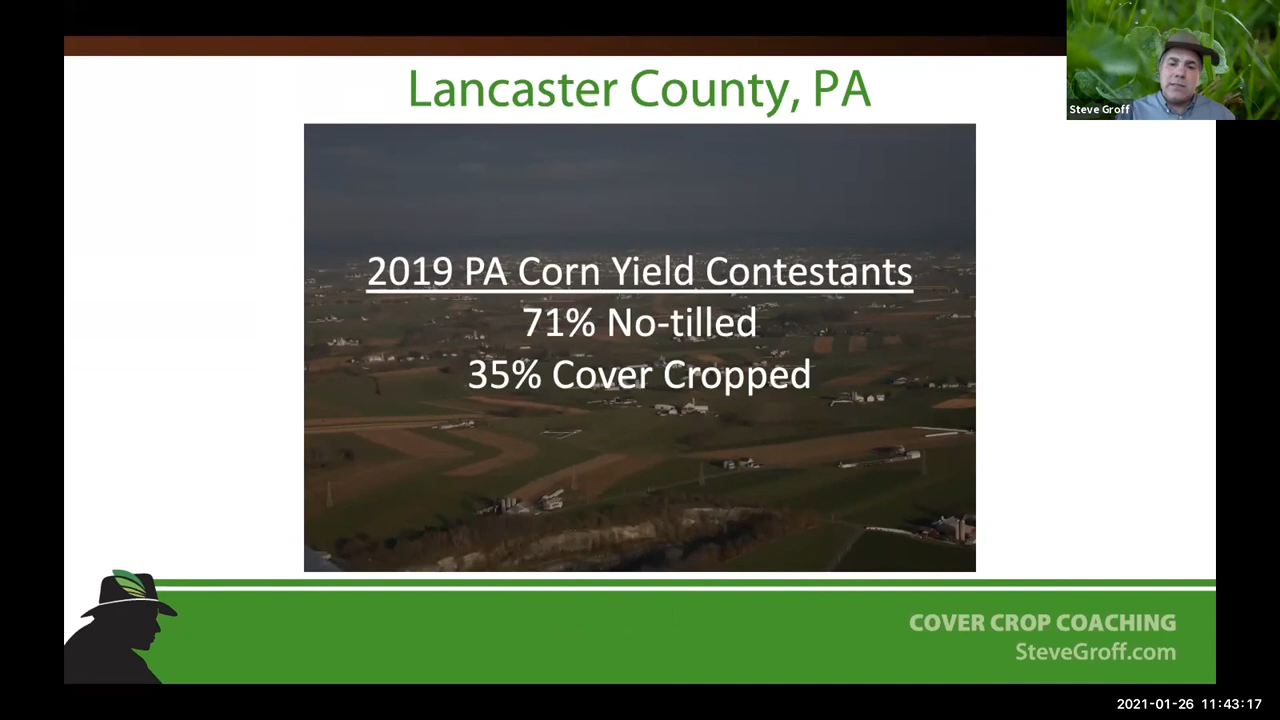 Lancaster County, PA
Steve Groff
2019 PA Corn Yield Contestants
71% No-tilled
35% Cover Cropped
COVER CROP COACHING
SteveGroff.com
2021-01-26 11:43:17